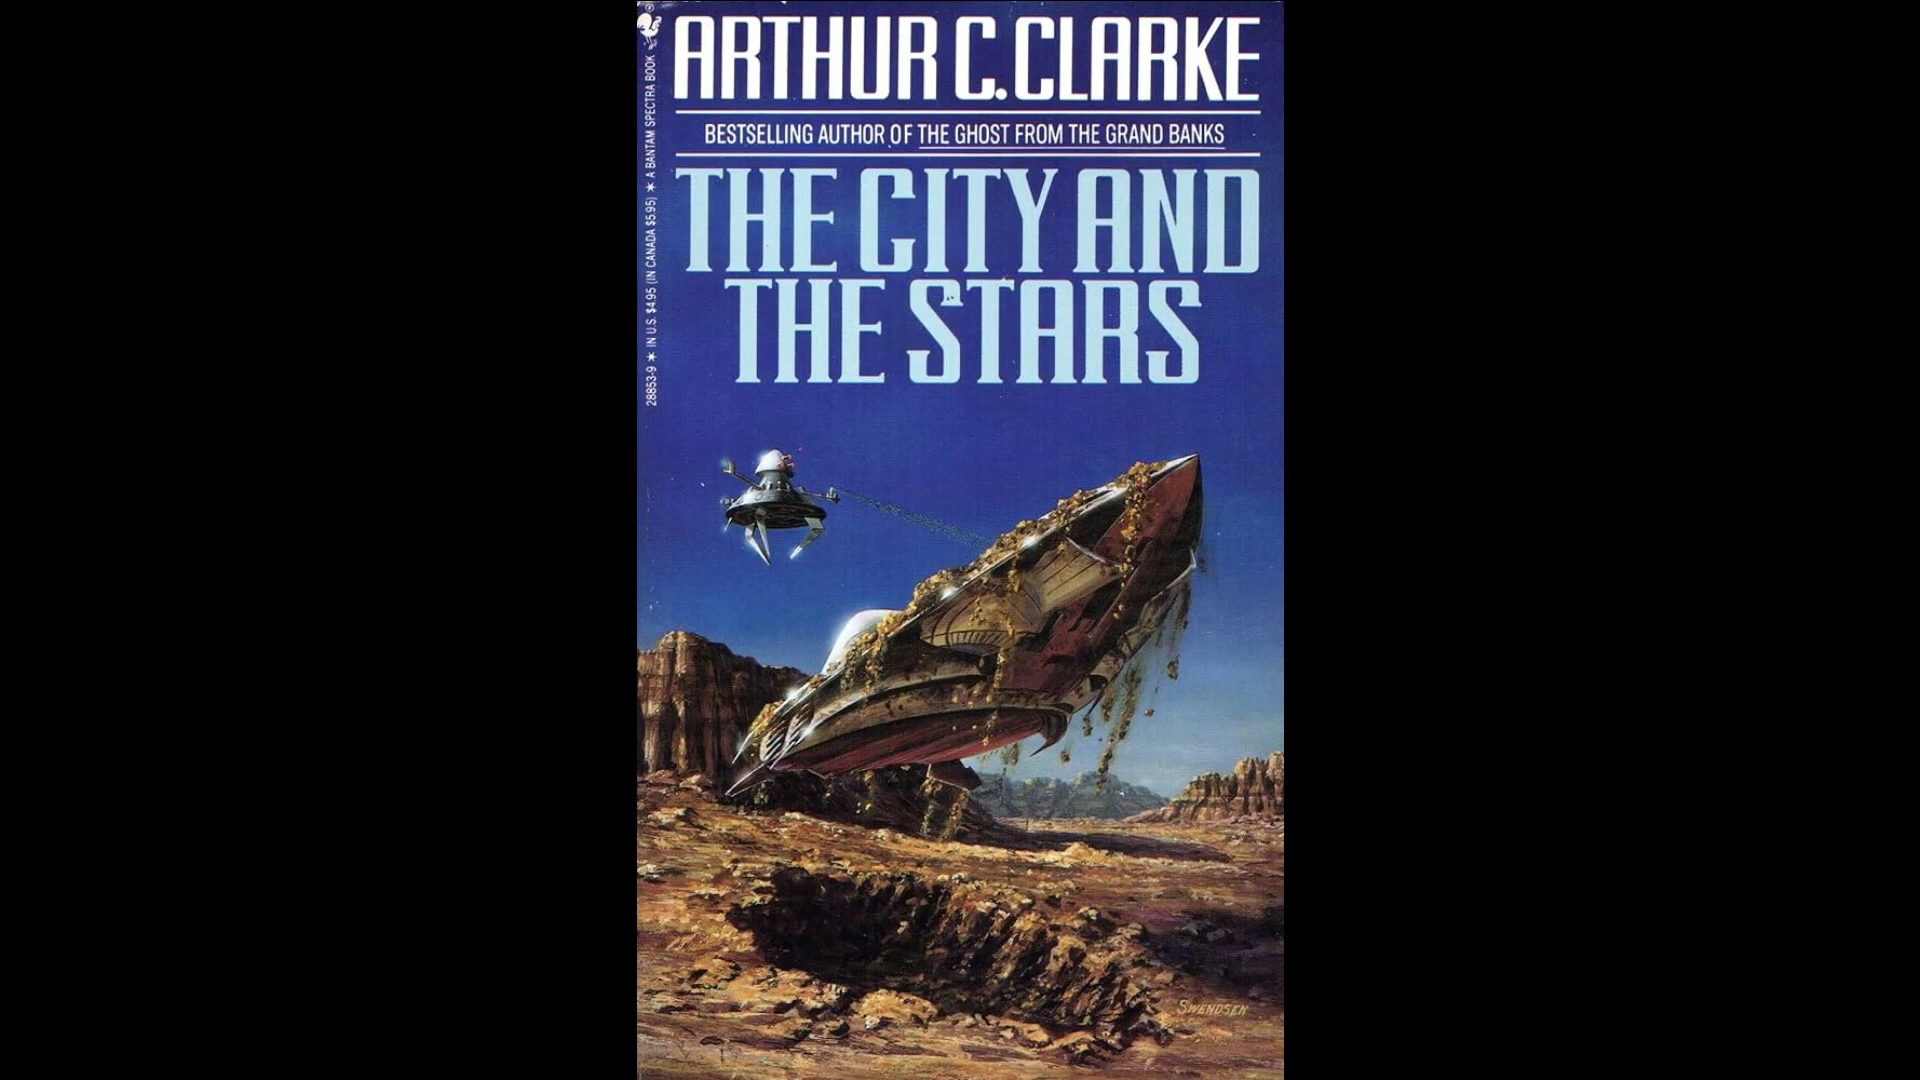 ARTHUR C. CLARKE
BESTSELLING AUTHOR OF THE GHOST FROM THE GRAND BANKS
THE CITY AND
THE STARS
28853-9 ★ IN U.S. $4.95 (IN CANADA $5.95) ★ A BANTAM SPECTRA BOOK
SWENDSEN